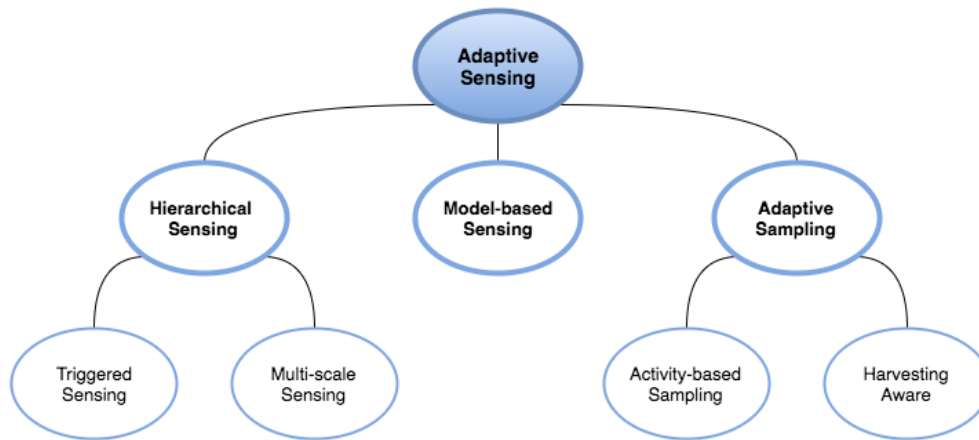 Adaptive
Sensing
Hierarchical
Sensing
Model-based
Sensing
Adaptive
Sampling
Triggered
Sensing
Multi-scale
Sensing
Activity-based
Sampling
Harvesting
Aware